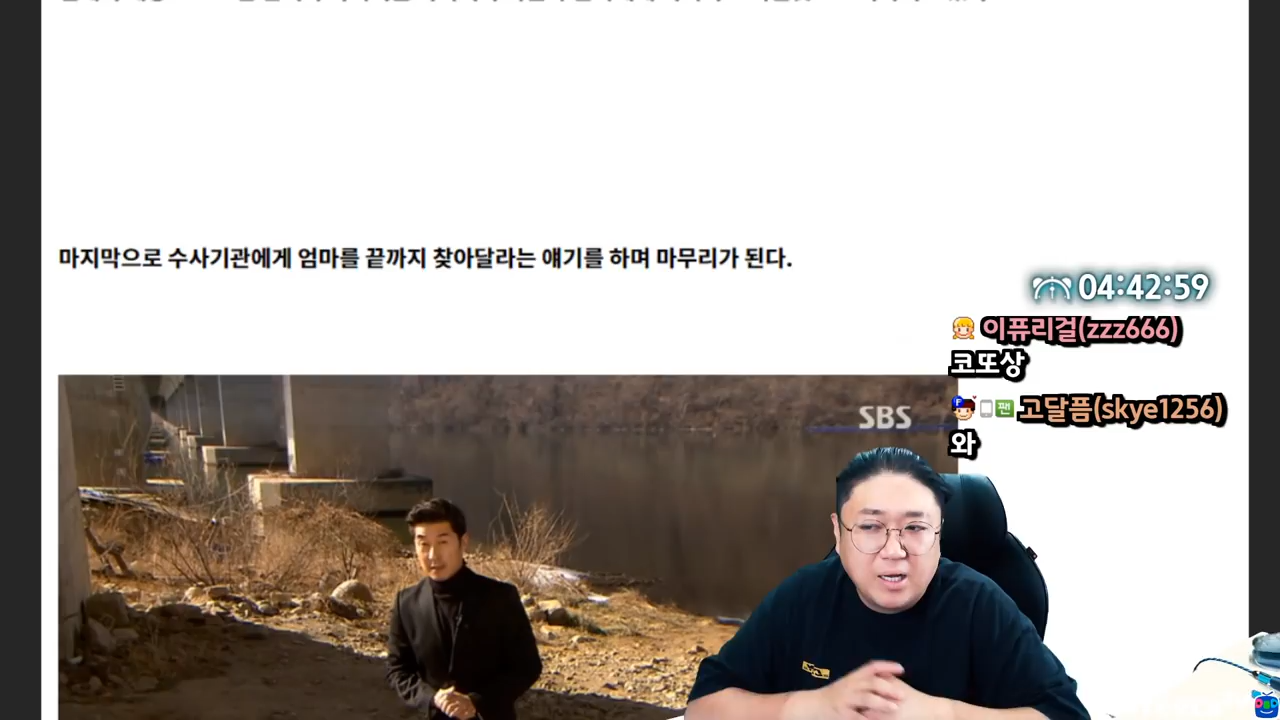 마지막으로 수사기관에게 엄마를 끝까지 찾아달라는 얘기를 하며 마무리가 된다.
04:42:59
이퓨리걸(zzz666)
코또상
SBS
팬 고달픔(skye1256)
와